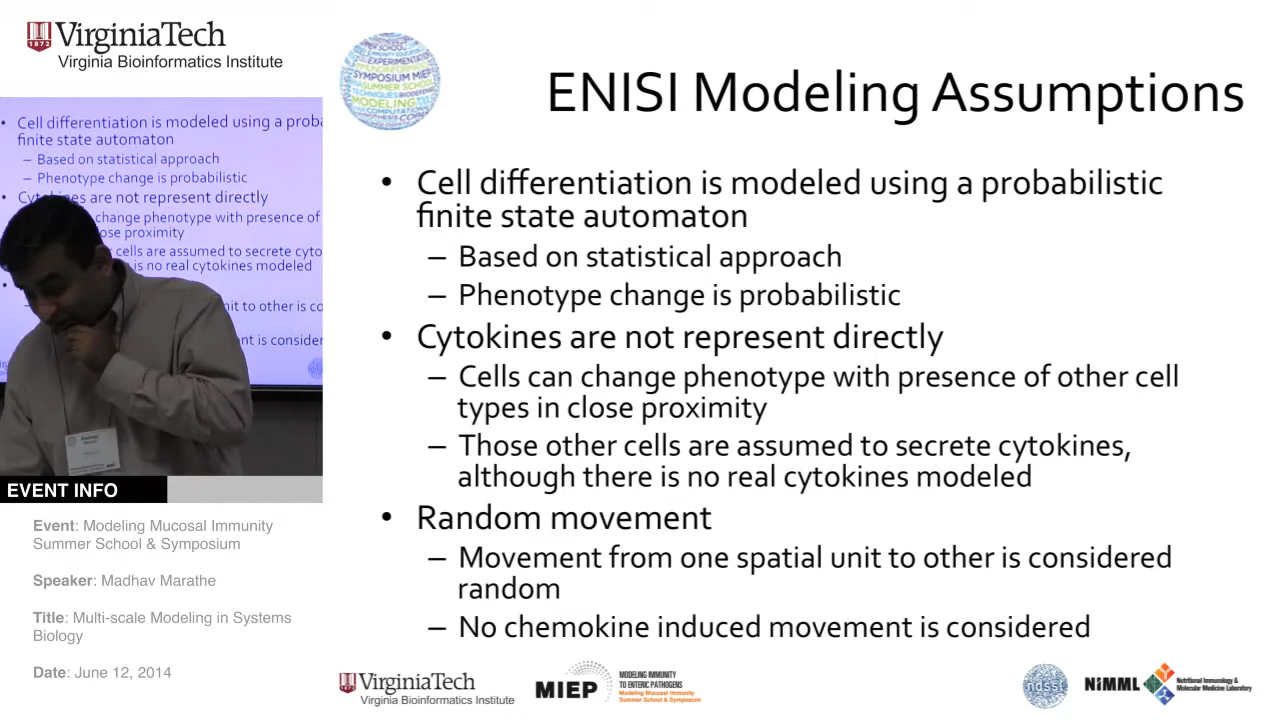 VirginiaTech
1872
Virginia Bioinformatics Institute
SYMPOSIUM MIEP
SUMMER SCHOOL
MODELING
ENISI Modeling Assumptions
• Cell differentiation is modeled using a proba
finite state automaton
– Based on statistical approach
– Phenotype change is probabilistic
• Cytokines are not represent directly
change phenotype with presence of
ose proximity
cells are assumed to secrete cyto
is no real cytokines modeled
nit to other is co
nt is consider
• Cell differentiation is modeled using a probabilistic
finite state automaton
– Based on statistical approach
– Phenotype change is probabilistic
• Cytokines are not represent directly
– Cells can change phenotype with presence of other cell
types in close proximity
– Those other cells are assumed to secrete cytokines,
although there is no real cytokines modeled
• Random movement
– Movement from one spatial unit to other is considered
random
– No chemokine induced movement is considered
EVENT INFO
Event: Modeling Mucosal Immunity
Summer School & Symposium
Speaker: Madhav Marathe
Title: Multi-scale Modeling in Systems
Biology
Date: June 12, 2014
VirginiaTech
Virginia Bioinformatics Institute
MIEP
MODELING IMMUNITY
TO ENTERIC PATHOGENS
Modeling Mucosal Immunity
Summer School & Symposium
ndssl
NIMML
Nutritional Immunology &
Molecular Medicine Laboratory